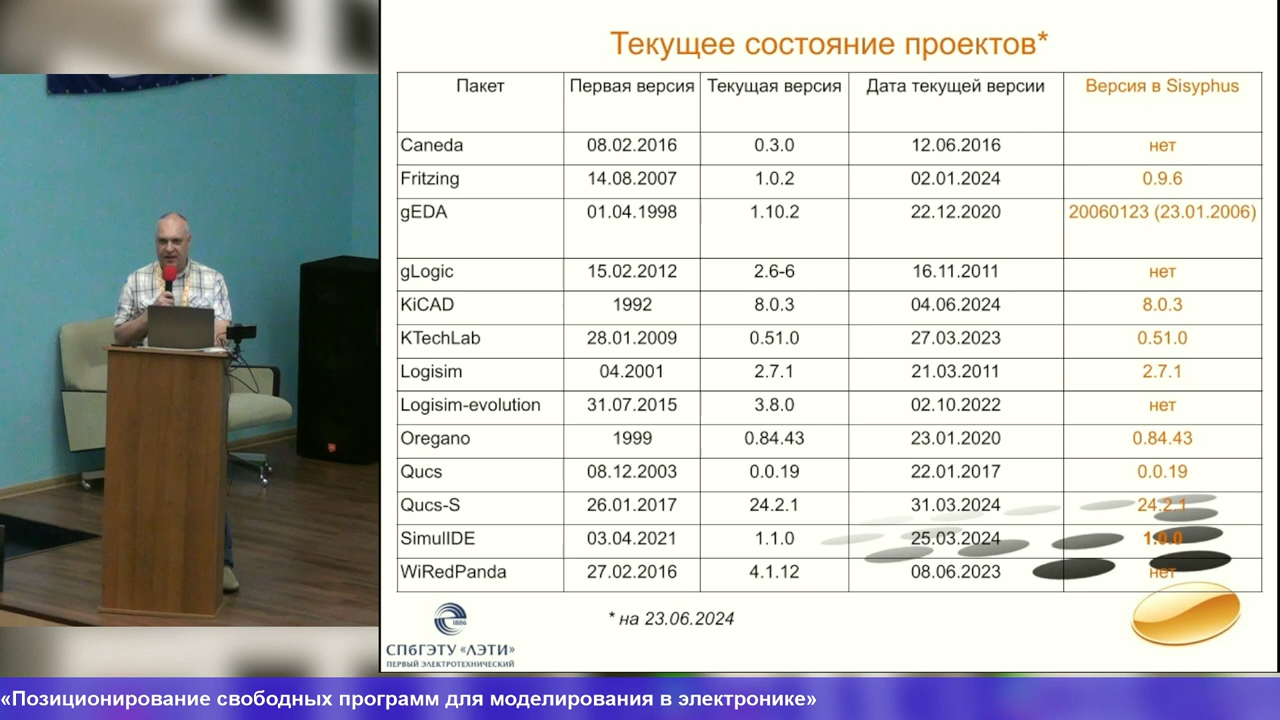 Текущее состояние проектов*
Пакет Первая версия Текущая версия Дата текущей версии Версия в Sisyphus
Caneda 08.02.2016 0.3.0 12.06.2016 нет
Fritzing 14.08.2007 1.0.2 02.01.2024 0.9.6
gEDA 01.04.1998 1.10.2 22.12.2020 20060123 (23.01.2006)
gLogic 15.02.2012 2.6-6 16.11.2011 нет
KiCAD 1992 8.0.3 04.06.2024 8.0.3
KTechLab 28.01.2009 0.51.0 27.03.2023 0.51.0
Logisim 04.2001 2.7.1 21.03.2011 2.7.1
Logisim-evolution 31.07.2015 3.8.0 02.10.2022 нет
Oregano 1999 0.84.43 23.01.2020 0.84.43
Qucs 08.12.2003 0.0.19 22.01.2017 0.0.19
Qucs-S 26.01.2017 24.2.1 31.03.2024 24.2.1
SimulIDE 03.04.2021 1.1.0 25.03.2024 1.0.0
WiRedPanda 27.02.2016 4.1.12 08.06.2023 нет
* на 23.06.2024
1886
СПбГЭТУ «ЛЭТИ»
ПЕРВЫЙ ЭЛЕКТРОТЕХНИЧЕСКИЙ
«Позиционирование свободных программ для моделирования в электронике»